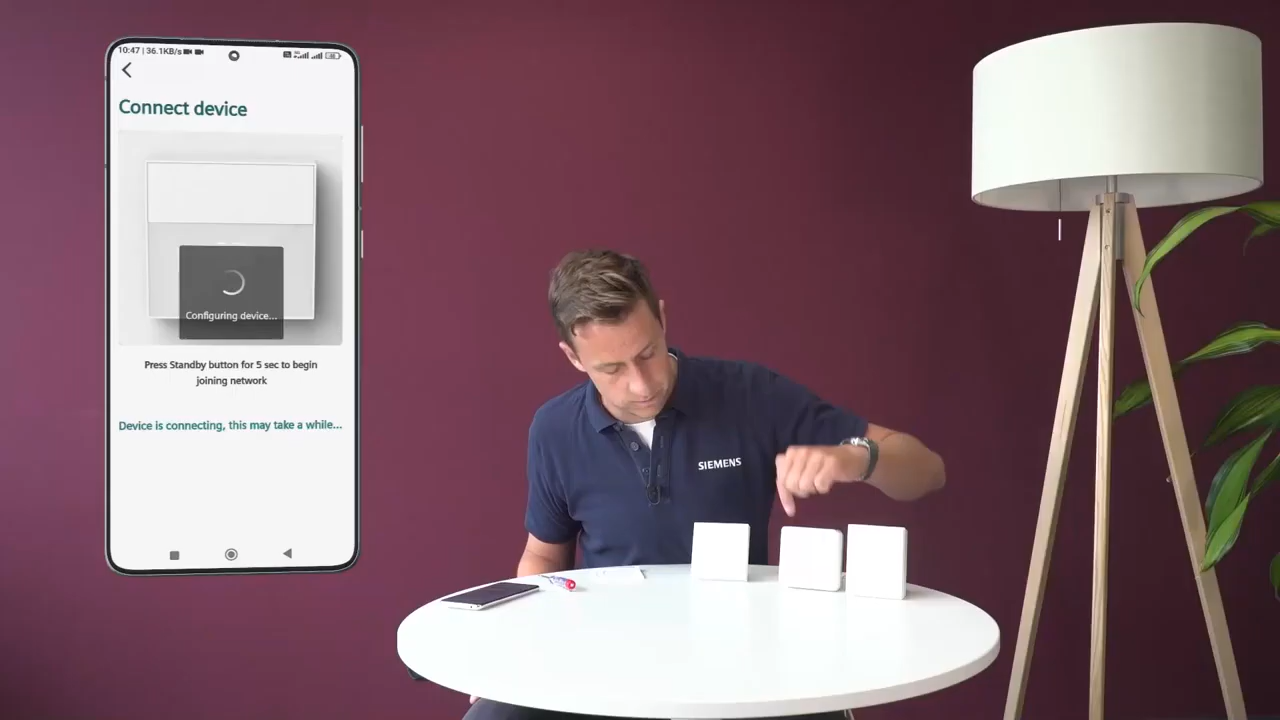 10:47 | 36.1KB/s
Connect device
Configuring device...
Press Standby button for 5 sec to begin
joining network
Device is connecting, this may take a while...
SIEMENS